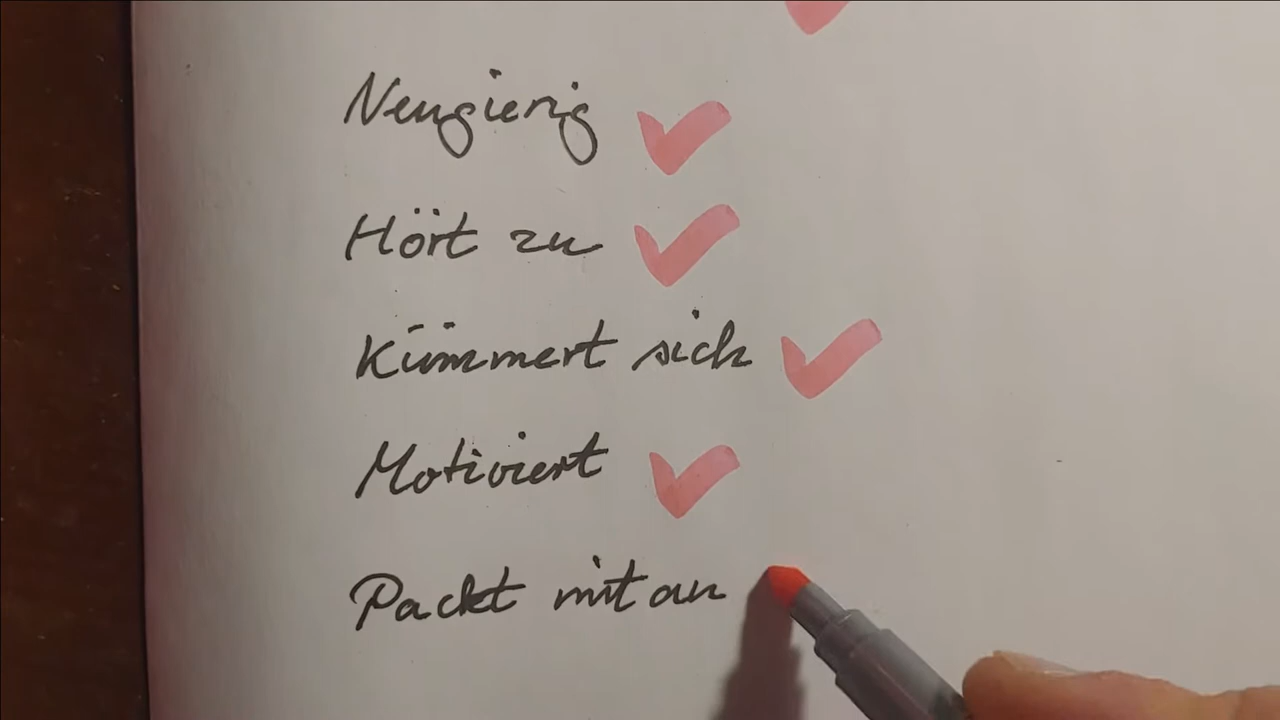 Neugierig
Hört zu
Kümmert sich
Motiviert
Packt mit an